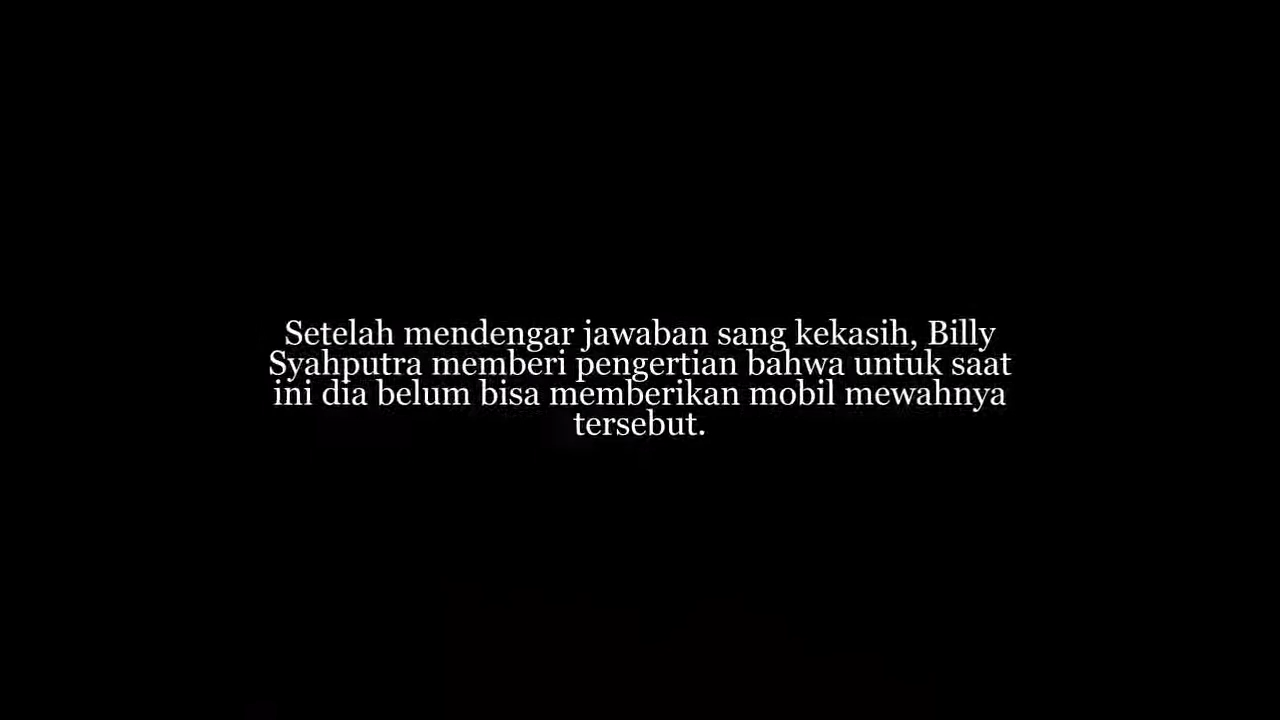 Setelah mendengar jawaban sang kekasih, Billy
Syahputra memberi pengertian bahwa untuk saat
ini dia belum bisa memberikan mobil mewahnya
tersebut.